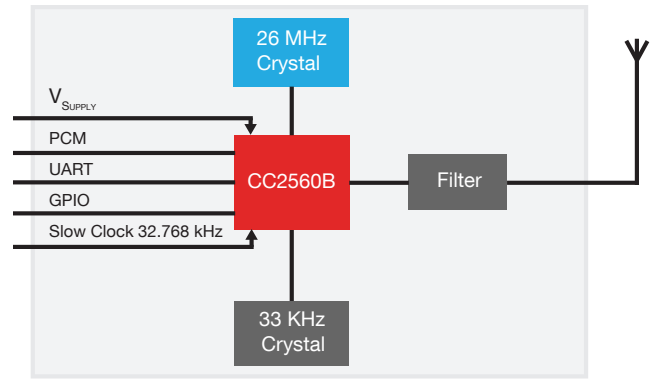 26 MHz
Crystal
VSUPPLY
PCM
UART
GPIO
Slow Clock 32.768 kHz
CC2560B
Filter
33 KHz
Crystal